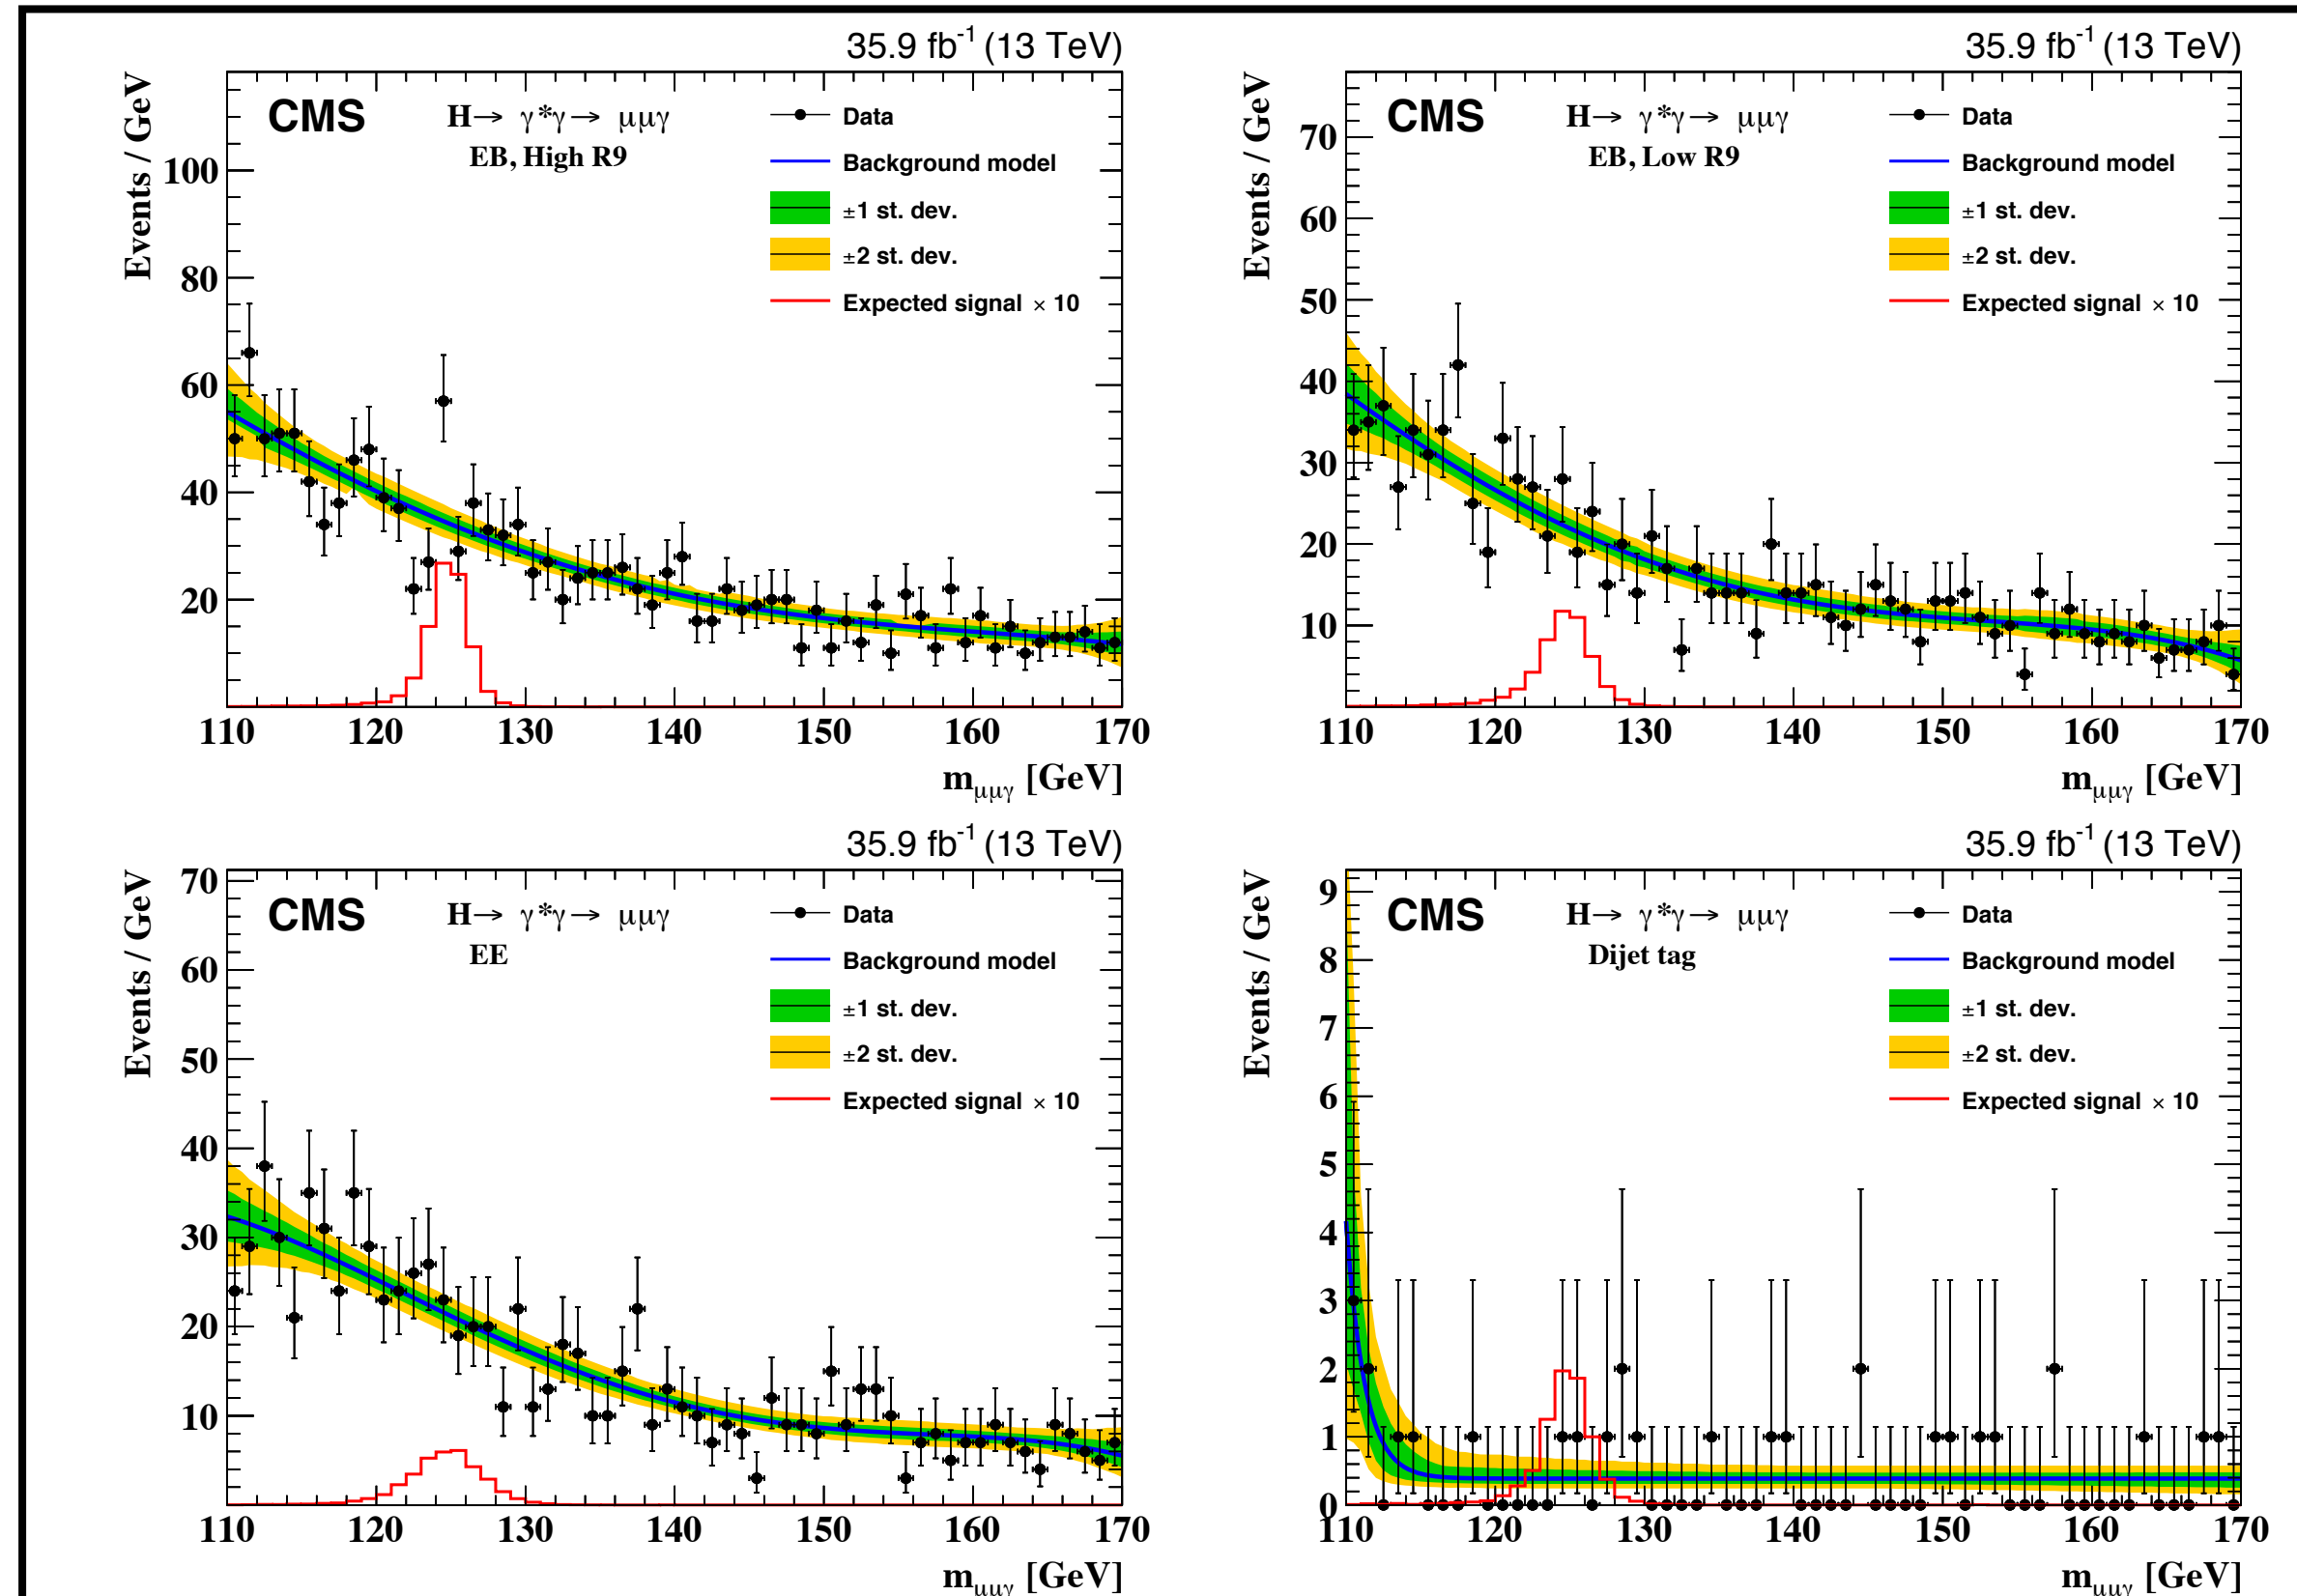 35.9 fb⁻¹ (13 TeV)
Events / GeV
CMS
H→ γ*γ→ μμγ
EB, High R9
Data
Background model
±1 st. dev.
±2 st. dev.
Expected signal × 10
100
80
60
40
20
110 120 130 140 150 160 170
m_μμγ [GeV]
35.9 fb⁻¹ (13 TeV)
Events / GeV
CMS
H→ γ*γ→ μμγ
EB, Low R9
Data
Background model
±1 st. dev.
±2 st. dev.
Expected signal × 10
70
60
50
40
30
20
10
110 120 130 140 150 160 170
m_μμγ [GeV]
35.9 fb⁻¹ (13 TeV)
Events / GeV
CMS
H→ γ*γ→ μμγ
EE
Data
Background model
±1 st. dev.
±2 st. dev.
Expected signal × 10
70
60
50
40
30
20
10
110 120 130 140 150 160 170
m_μμγ [GeV]
35.9 fb⁻¹ (13 TeV)
Events / GeV
CMS
H→ γ*γ→ μμγ
Dijet tag
Data
Background model
±1 st. dev.
±2 st. dev.
Expected signal × 10
9
8
7
6
5
4
3
2
1
0
110 120 130 140 150 160 170
m_μμγ [GeV]